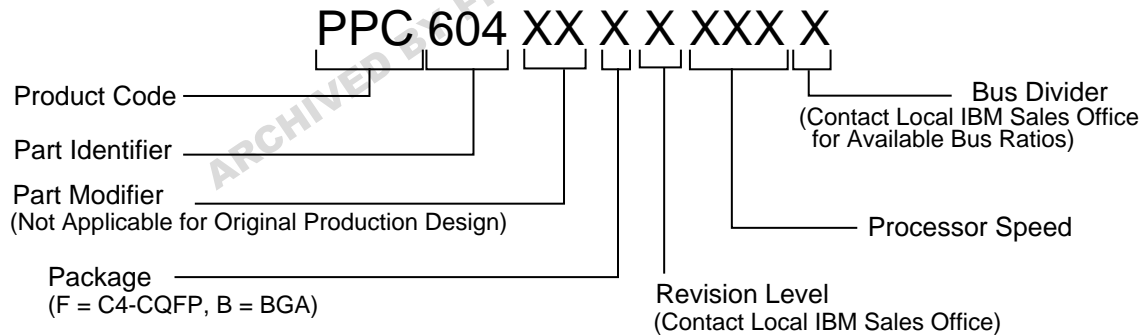 PPC 604 XX X X XXX X
Product Code
Bus Divider
(Contact Local IBM Sales Office
for Available Bus Ratios)
Part Identifier
Part Modifier
(Not Applicable for Original Production Design)
Processor Speed
Package
(F = C4-CQFP, B = BGA)
Revision Level
(Contact Local IBM Sales Office)
ARCHIVED BY